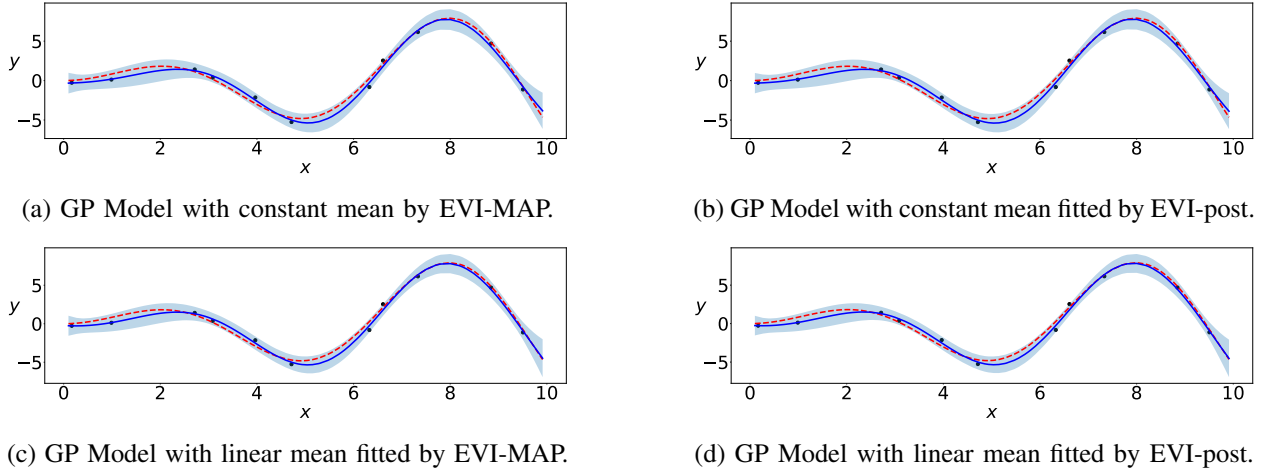 5
0
−5
y
0 2 4 6 8 10
x
(a) GP Model with constant mean by EVI-MAP.
5
0
−5
y
0 2 4 6 8 10
x
(b) GP Model with constant mean fitted by EVI-post.
5
0
−5
y
0 2 4 6 8 10
x
(c) GP Model with linear mean fitted by EVI-MAP.
5
0
−5
y
0 2 4 6 8 10
x
(d) GP Model with linear mean fitted by EVI-post.